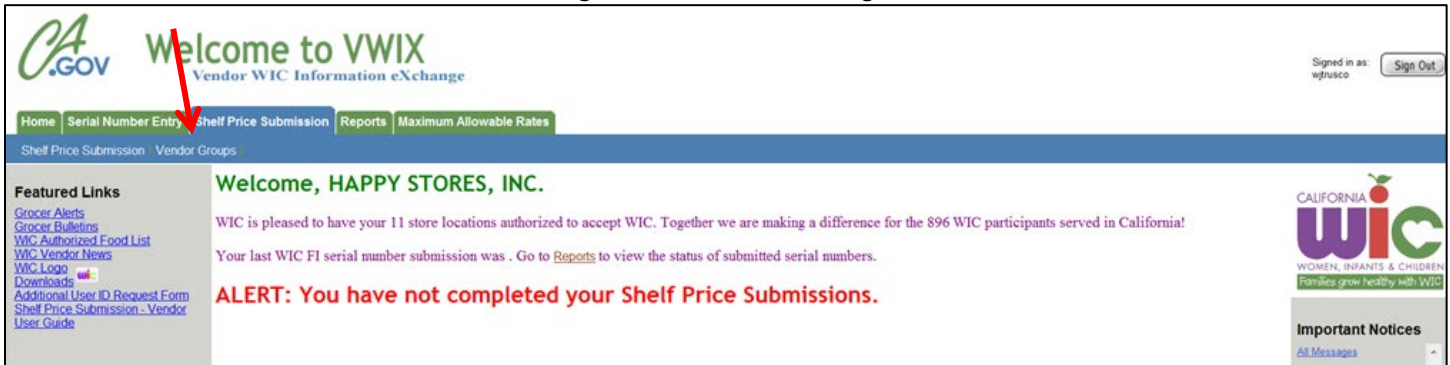 CA.GOV
Welcome to VWIX
Vendor WIC Information eXchange
Signed in as:
wjtrusco
Sign Out
Home Serial Number Entry Shelf Price Submission Reports Maximum Allowable Rates
Shelf Price Submission Vendor Groups
Featured Links
Grocer Alerts
Grocer Bulletins
WIC Authorized Food List
WIC Vendor News
WIC Logo
Downloads
Additional User ID Request Form
Shelf Price Submission - Vendor
User Guide
Welcome, HAPPY STORES, INC.
WIC is pleased to have your 11 store locations authorized to accept WIC. Together we are making a difference for the 896 WIC participants served in California!
Your last WIC FI serial number submission was . Go to Reports to view the status of submitted serial numbers.
ALERT: You have not completed your Shelf Price Submissions.
CALIFORNIA
wic
WOMEN, INFANTS & CHILDREN
Families grow healthy with WIC
Important Notices
All Messages